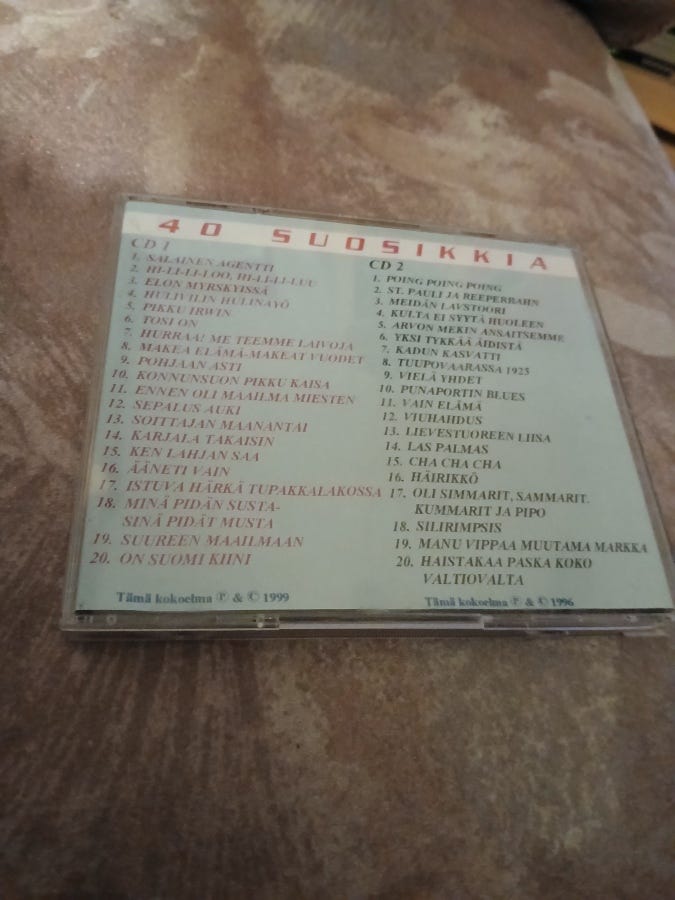 40 SUOSIKKIA
CD 1
1. SALAINEN AGENTTI
2. HI-LI-LI-LOO, HI-LI-LI-LUU
3. ELON MYRSKYISSÄ
4. HULIVILIN HULINAYÖ
5. PIKKU IRWIN
6. TOSI ON
7. HURRAA! ME TEEMME LAIVOJA
8. MAKEA ELÄMÄ-MAKEAT VUODET
9. POHJAAN ASTI
10. KONNUNSUON PIKKU KAISA
11. ENNEN OLI MAAILMA MIESTEN
12. SEPALUS AUKI
13. SOITTAJAN MAANANTAI
14. KARJALA TAKAISIN
15. KEN LAHJAN SAA
16. ÄÄNETI VAIN
17. ISTUVA HÄRKÄ TUPAKKALAKOSSA
18. MINÄ PIDÄN SUSTA-
SINÄ PIDÄT MUSTA
19. SUUREEN MAAILMAAN
20. ON SUOMI KIINI
Tämä kokoelma ℗ & © 1999
CD 2
1. POING POING POING
2. ST. PAULI JA REEPERBAHN
3. MEIDÄN LAVSTOORI
4. KULTA EI SYYTÄ HUOLEEN
5. ARVON MEKIN ANSAITSEMME
6. YKSI TYKKÄÄ ÄIDISTÄ
7. KADUN KASVATTI
8. TUUPOVAARASSA 1925
9. VIELÄ YHDET
10. PUNAPORTIN BLUES
11. VAIN ELÄMÄ
12. VIUHAHDUS
13. LIEVESTUOREEN LIISA
14. LAS PALMAS
15. CHA CHA CHA
16. HÄIRIKKÖ
17. OLI SIMMARIT, SAMMARIT,
KUMMARIT JA PIPO
18. SILIRIMPSIS
19. MANU VIPPAA MUUTAMA MARKKA
20. HAISTAKAA PASKA KOKO
VALTIOVALTA
Tämä kokoelma ℗ & © 1996